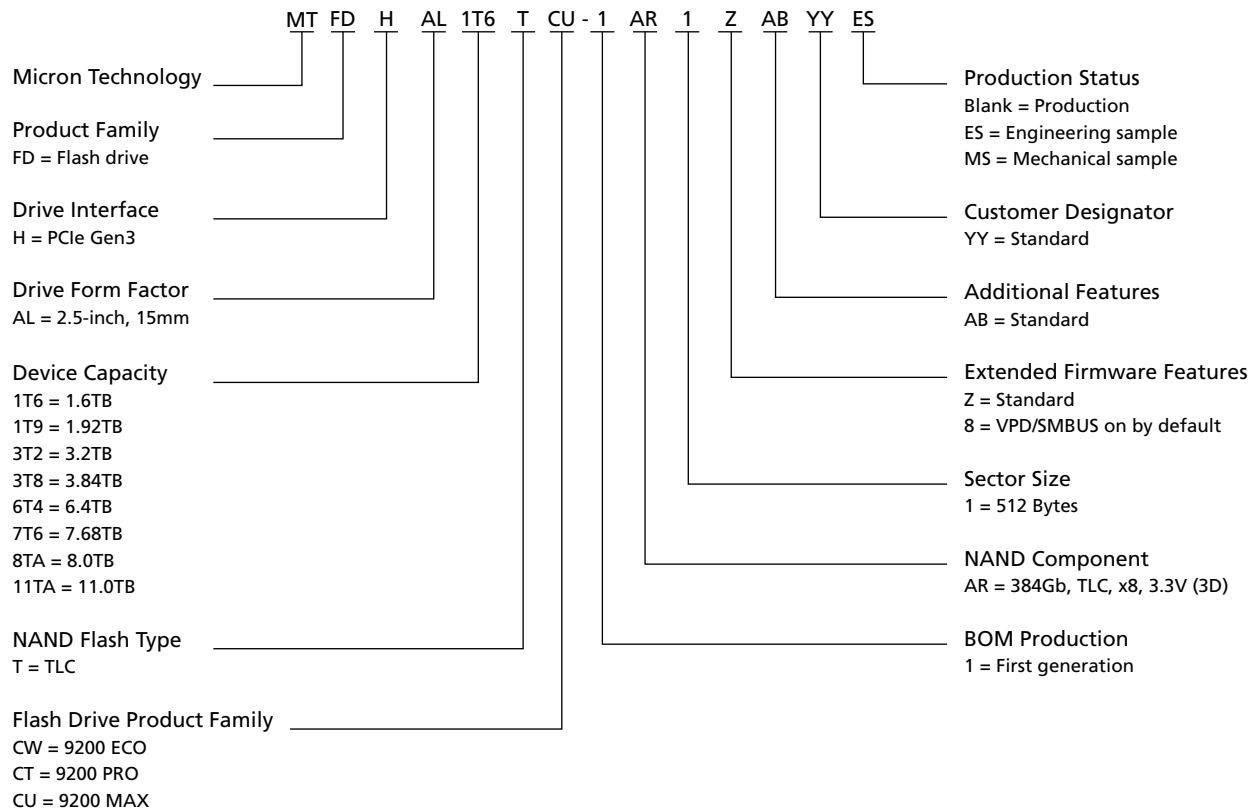 MT FD H AL 1T6 T CU - 1 AR 1 Z AB YY ES
Micron Technology
Product Family
FD = Flash drive
Drive Interface
H = PCIe Gen3
Drive Form Factor
AL = 2.5-inch, 15mm
Device Capacity
1T6 = 1.6TB
1T9 = 1.92TB
3T2 = 3.2TB
3T8 = 3.84TB
6T4 = 6.4TB
7T6 = 7.68TB
8TA = 8.0TB
11TA = 11.0TB
NAND Flash Type
T = TLC
Flash Drive Product Family
CW = 9200 ECO
CT = 9200 PRO
CU = 9200 MAX
Production Status
Blank = Production
ES = Engineering sample
MS = Mechanical sample
Customer Designator
YY = Standard
Additional Features
AB = Standard
Extended Firmware Features
Z = Standard
8 = VPD/SMBUS on by default
Sector Size
1 = 512 Bytes
NAND Component
AR = 384Gb, TLC, x8, 3.3V (3D)
BOM Production
1 = First generation